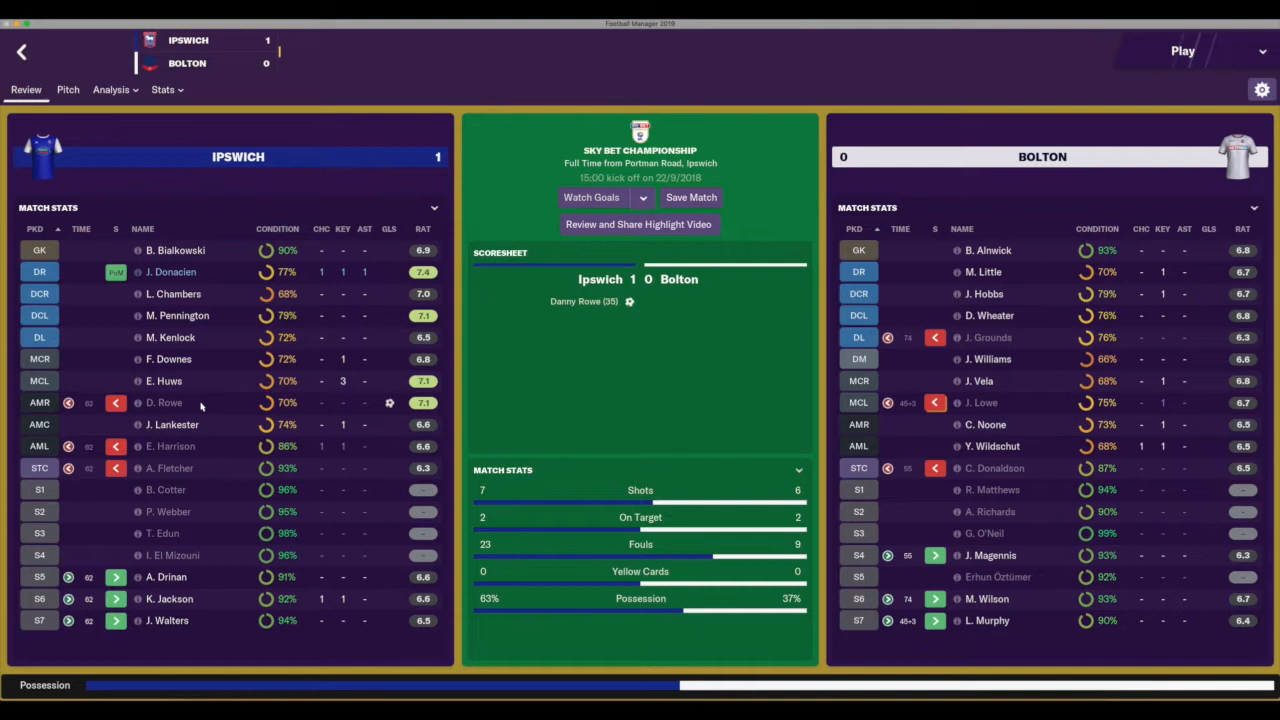 Football Manager 2019
IPSWICH 1
BOLTON 0
Play
Review Pitch Analysis Stats
IPSWICH 1
MATCH STATS
PKD TIME S NAME CONDITION CHC KEY AST GLS RAT
GK B. Bialkowski 90% - - - 6.9
DR PoM J. Donacien 77% 1 1 1 7.4
DCR L. Chambers 68% - - - 7.0
DCL M. Pennington 79% - - - 7.1
DL M. Kenlock 72% - - - 6.5
MCR F. Downes 72% - 1 - 6.8
MCL E. Huws 70% - 3 - 7.1
AMR 62 D. Rowe 70% - - - 7.1
AMC J. Lankester 74% - 1 - 6.6
AML 62 E. Harrison 86% 1 1 - 6.6
STC 62 A. Fletcher 93% - - - 6.3
S1 B. Cotter 96% -
S2 P. Webber 95% -
S3 T. Edun 98% -
S4 I. El Mizouni 96% -
S5 62 A. Drinan 91% - - - 6.6
S6 62 K. Jackson 92% 1 1 - 6.6
S7 62 J. Walters 94% - - - 6.5
SKY BET
SKY BET CHAMPIONSHIP
Full Time from Portman Road, Ipswich
15:00 kick off on 22/9/2018
Watch Goals Save Match
Review and Share Highlight Video
SCORESHEET
Ipswich 1 0 Bolton
Danny Rowe (35)
MATCH STATS
7 Shots 6
2 On Target 2
23 Fouls 9
0 Yellow Cards 0
63% Possession 37%
0 BOLTON
MATCH STATS
PKD TIME S NAME CONDITION CHC KEY AST GLS RAT
GK B. Alnwick 93% - - - 6.8
DR M. Little 70% - 1 - 6.7
DCR J. Hobbs 79% - 1 - 6.8
DCL D. Wheater 76% - - - 6.8
DL 74 J. Grounds 76% - - - 6.8
DM J. Williams 66% - - - 6.6
MCR J. Vela 68% - 1 - 6.8
MCL 45+3 J. Lowe 75% - 1 - 6.7
AMR C. Noone 73% - - - 6.5
AML Y. Wildschut 68% 1 1 - 6.5
STC 55 C. Donaldson 87% - - - 6.5
S1 R. Matthews 94% -
S2 A. Richards 90% -
S3 G. O'Neil 99% -
S4 55 J. Magennis 93% - - - 6.3
S5 Erhun Öztümer 92% -
S6 74 M. Wilson 93% - - - 6.7
S7 45+3 L. Murphy 90% - - - 6.4
Possession